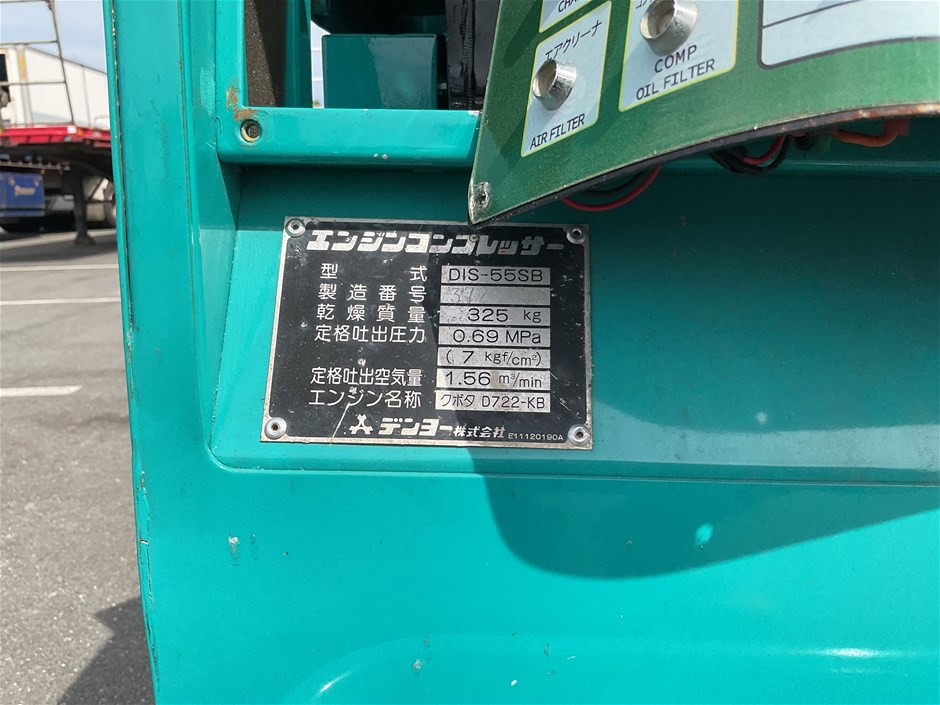 エアクリーナ
AIR FILTER
COMP
OIL FILTER
エンジンコンプレッサー
型式 DIS-55SB
製造番号
乾燥質量 325 kg
定格吐出圧力 0.69 MPa
(7 kgf/cm²)
定格吐出空気量 1.56 m³/min
エンジン名称 クボタ D722-KB
デンヨー株式会社 E11120190A